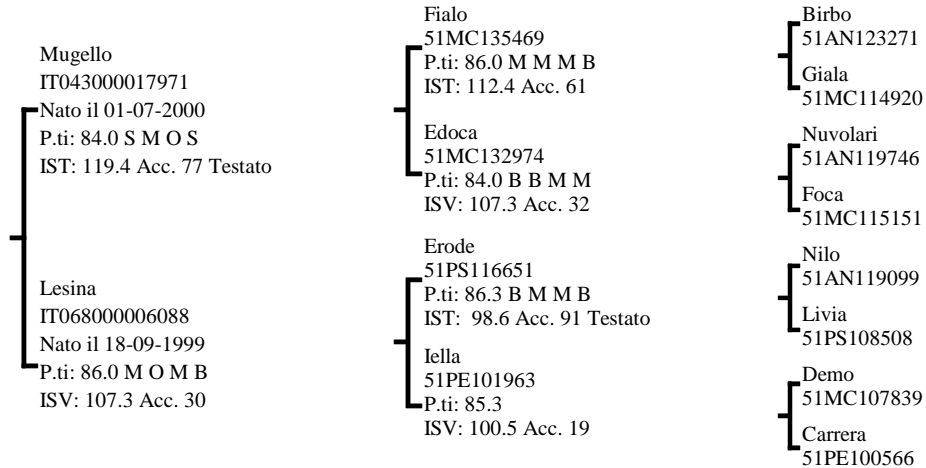 Mugello
IT043000017971
Nato il 01-07-2000
P.ti: 84.0 S M O S
IST: 119.4 Acc. 77 Testato
Lesina
IT068000006088
Nato il 18-09-1999
P.ti: 86.0 M O M B
ISV: 107.3 Acc. 30
Fialo
51MC135469
P.ti: 86.0 M M M B
IST: 112.4 Acc. 61
Edoca
51MC132974
P.ti: 84.0 B B M M
ISV: 107.3 Acc. 32
Erode
51PS116651
P.ti: 86.3 B M M B
IST: 98.6 Acc. 91 Testato
Iella
51PE101963
P.ti: 85.3
ISV: 100.5 Acc. 19
Birbo
51AN123271
Giala
51MC114920
Nuvolari
51AN119746
Foca
51MC115151
Nilo
51AN119099
Livia
51PS108508
Demo
51MC107839
Carrera
51PE100566